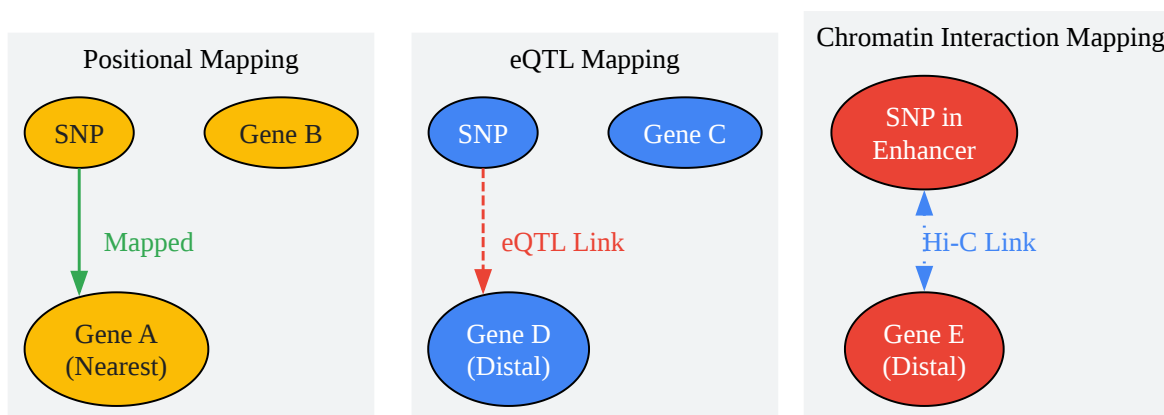 Positional Mapping
SNP
Gene B
Mapped
Gene A
(Nearest)
eQTL Mapping
SNP
Gene C
eQTL Link
Gene D
(Distal)
Chromatin Interaction Mapping
SNP in
Enhancer
Hi-C Link
Gene E
(Distal)